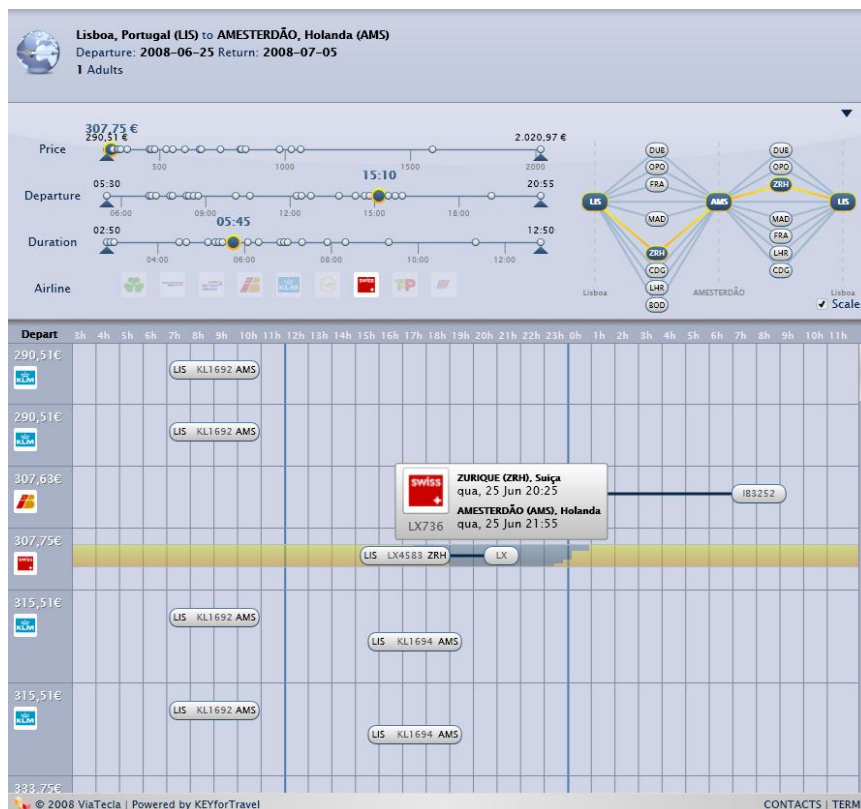 Lisboa, Portugal (LIS) to AMESTERDÃO, Holanda (AMS)
Departure: 2008-06-25 Return: 2008-07-05
1 Adults
307,75 €
290,51 €
2.020,97 €
Price
500 1000 1500 2000
15:10
05:30
20:55
Departure
06:00 09:00 12:00 15:00 18:00
05:45
02:50
12:50
Duration
04:00 06:00 08:00 10:00
Airline
KLM
swiss
TP
DUB DUB
OPO OPO
FRA ZRH
LIS AMS LIS
MAD MAD
ZRH FRA
CDG LHR
LHR CDG
BOD
Lisboa AMESTERDÃO Lisboa
Scale
Depart 3h 4h 5h 6h 7h 8h 9h 10h 11h 12h 13h 14h 15h 16h 17h 18h 19h 20h 21h 22h 23h 0h 1h 2h 3h 4h 5h 6h 7h 8h 9h 10h 11h
290,51€
KLM
LIS KL1692 AMS
290,51€
KLM
LIS KL1692 AMS
307,63€
IB3252
swiss
LX736
ZURIQUE (ZRH), Suiça
qua, 25 Jun 20:25
AMESTERDÃO (AMS), Holanda
qua, 25 Jun 21:55
307,75€
swiss
LIS LX4583 ZRH
LX
315,51€
KLM
LIS KL1692 AMS
LIS KL1694 AMS
315,51€
KLM
LIS KL1692 AMS
LIS KL1694 AMS
333,75€
© 2008 ViaTecla | Powered by KEYforTravel
CONTACTS | TERM